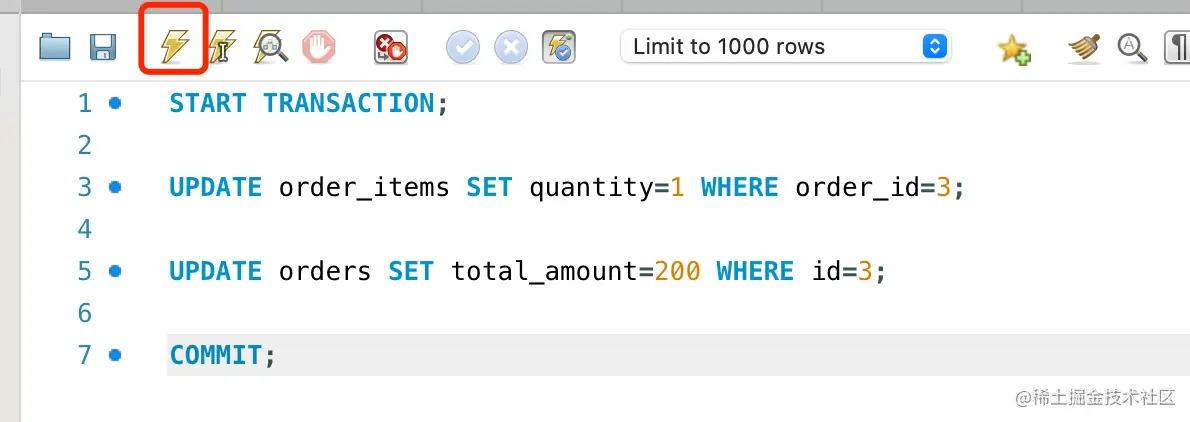 Limit to 1000 rows
1 START TRANSACTION;
2
3 UPDATE order_items SET quantity=1 WHERE order_id=3;
4
5 UPDATE orders SET total_amount=200 WHERE id=3;
6
7 COMMIT;
@稀土掘金技术社区